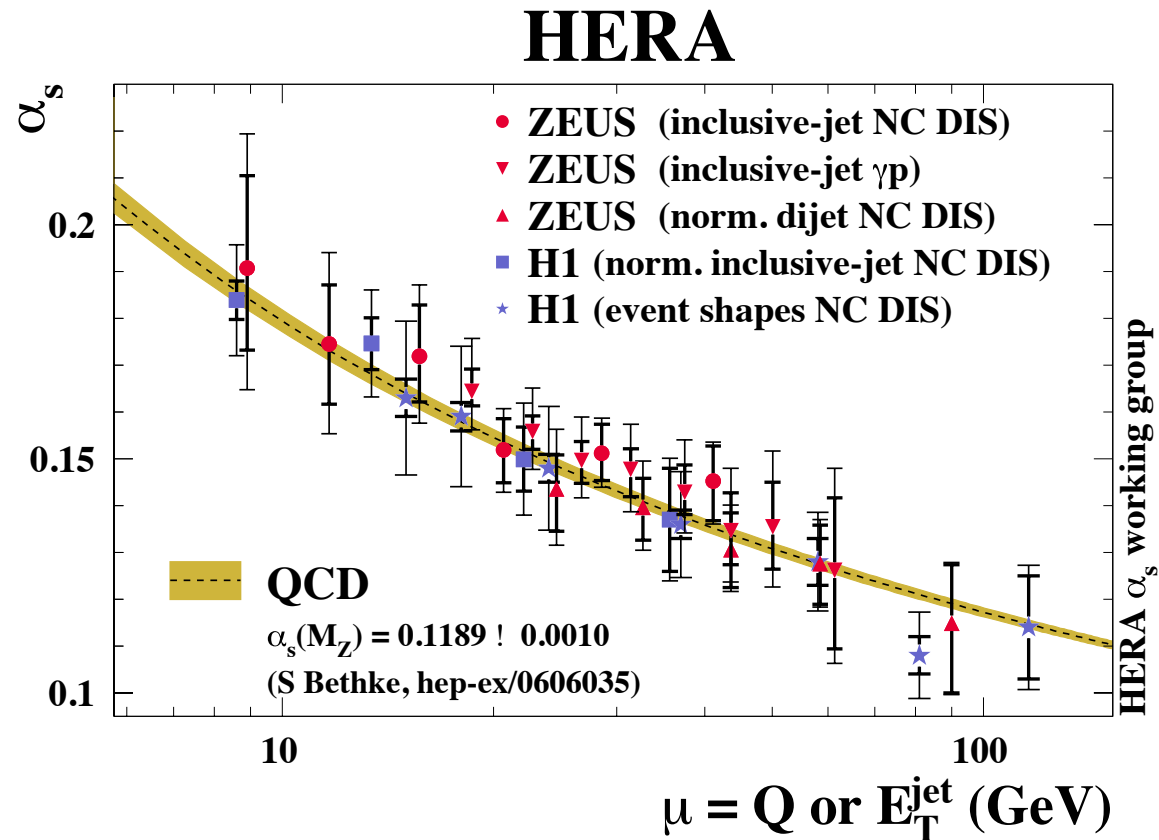 HERA
αs
ZEUS (inclusive-jet NC DIS)
ZEUS (inclusive-jet γp)
ZEUS (norm. dijet NC DIS)
H1 (norm. inclusive-jet NC DIS)
H1 (event shapes NC DIS)
0.2
0.15
0.1
QCD
αs(MZ) = 0.1189 ! 0.0010
(S Bethke, hep-ex/0606035)
HERA αs working group
10
100
μ = Q or E_T^jet (GeV)